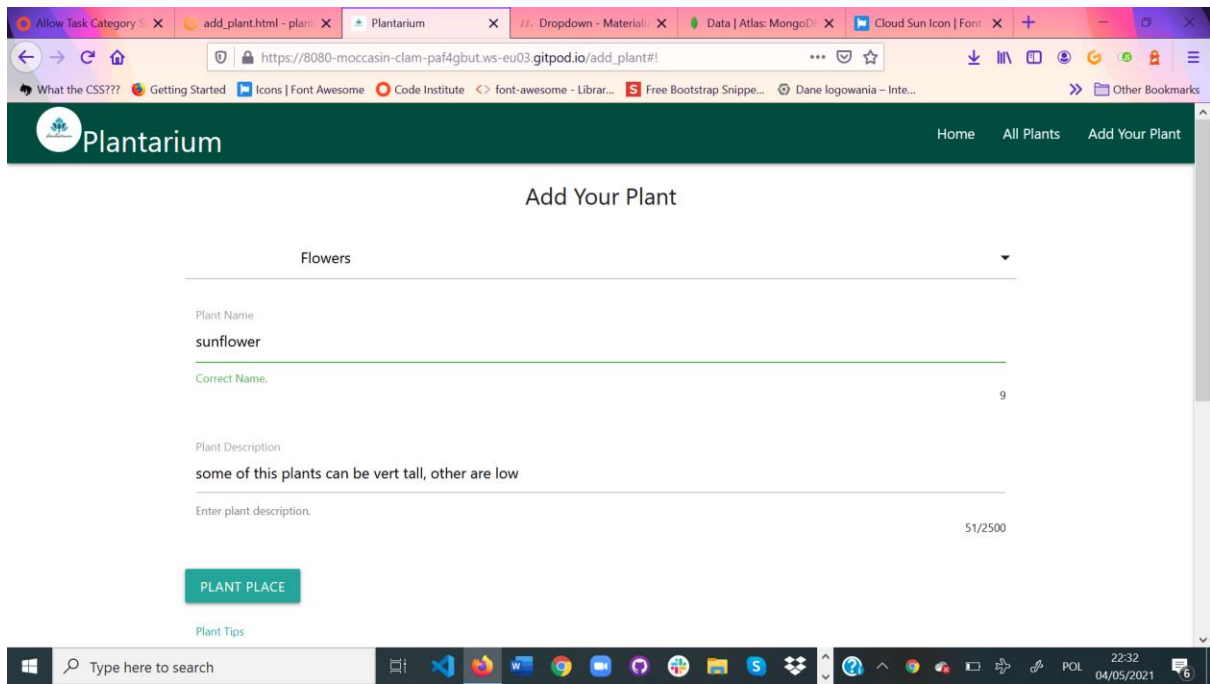 Allow Task Category S
add_plant.html - plant
Plantarium
Dropdown - Materiali
Data | Atlas: MongoD
Cloud Sun Icon | Font
https://8080-moccasin-clam-paf4gbut.ws-eu03.gitpod.io/add_plant#!
What the CSS???
Getting Started
Icons | Font Awesome
Code Institute
font-awesome - Librar...
Free Bootstrap Snippe...
Dane logowania – Inte...
Other Bookmarks
Plantarium
Home
All Plants
Add Your Plant
Add Your Plant
Flowers
Plant Name
sunflower
Correct Name.
9
Plant Description
some of this plants can be vert tall, other are low
Enter plant description.
51/2500
PLANT PLACE
Plant Tips
Type here to search
POL
22:32
04/05/2021
6